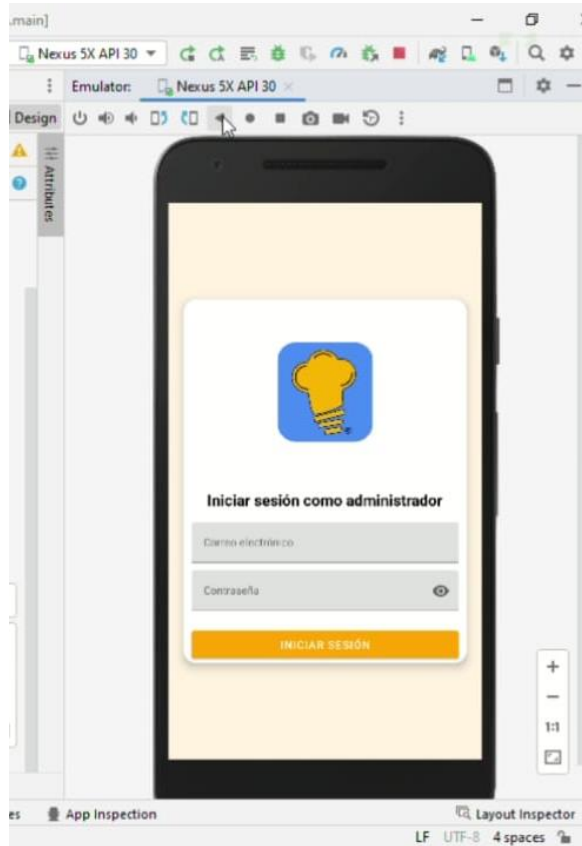 .main]
Nexus 5X API 30
Emulator: Nexus 5X API 30
Design
Attributes
Iniciar sesión como administrador
Correo electrónico
Contraseña
INICIAR SESIÓN
1:1
es App Inspection Layout Inspector
LF UTF-8 4 spaces